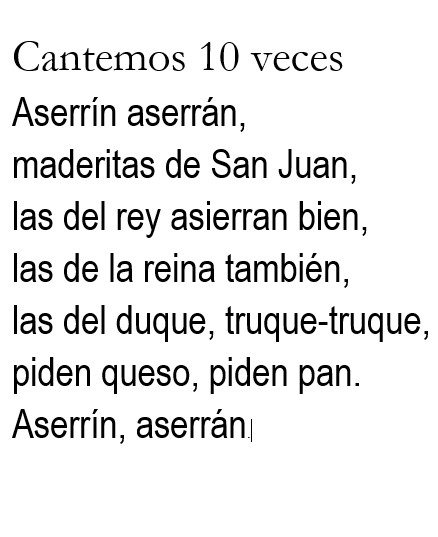 Cantemos 10 veces
Aserrín aserrán,
maderitas de San Juan,
las del rey asierran bien,
las de la reina también,
las del duque, truque-truque,
piden queso, piden pan.
Aserrín, aserrán.